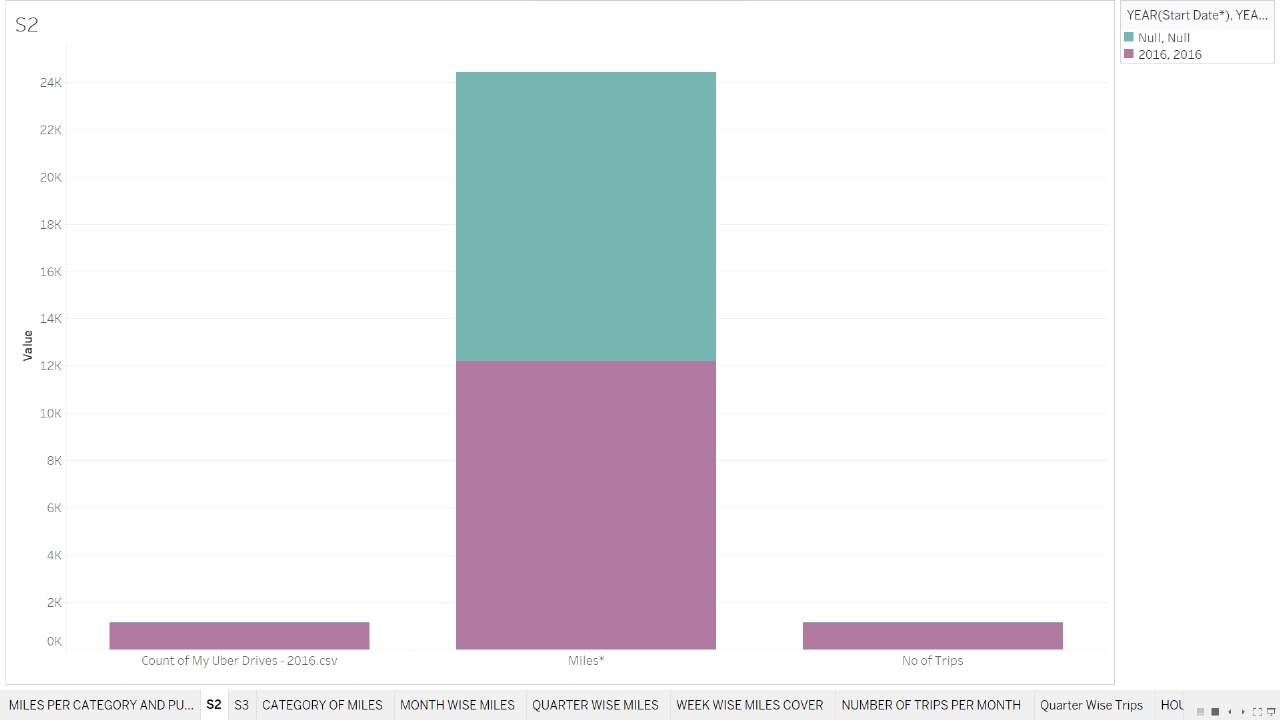 S2
YEAR(Start Date*), YEA...
Null, Null
2016, 2016
24K
22K
20K
18K
16K
14K
12K
10K
8K
6K
4K
2K
0K
Value
Count of My Uber Drives - 2016.csv
Miles*
No of Trips
MILES PER CATEGORY AND PU... S2 S3 CATEGORY OF MILES MONTH WISE MILES QUARTER WISE MILES WEEK WISE MILES COVER NUMBER OF TRIPS PER MONTH Quarter Wise Trips HOU